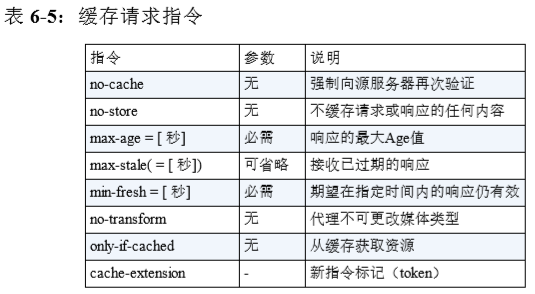 表 6-5：缓存请求指令
指令 参数 说明
no-cache 无 强制向源服务器再次验证
no-store 无 不缓存请求或响应的任何内容
max-age = [ 秒] 必需 响应的最大Age值
max-stale( = [ 秒]) 可省略 接收已过期的响应
min-fresh = [ 秒] 必需 期望在指定时间内的响应仍有效
no-transform 无 代理不可更改媒体类型
only-if-cached 无 从缓存获取资源
cache-extension - 新指令标记（token）